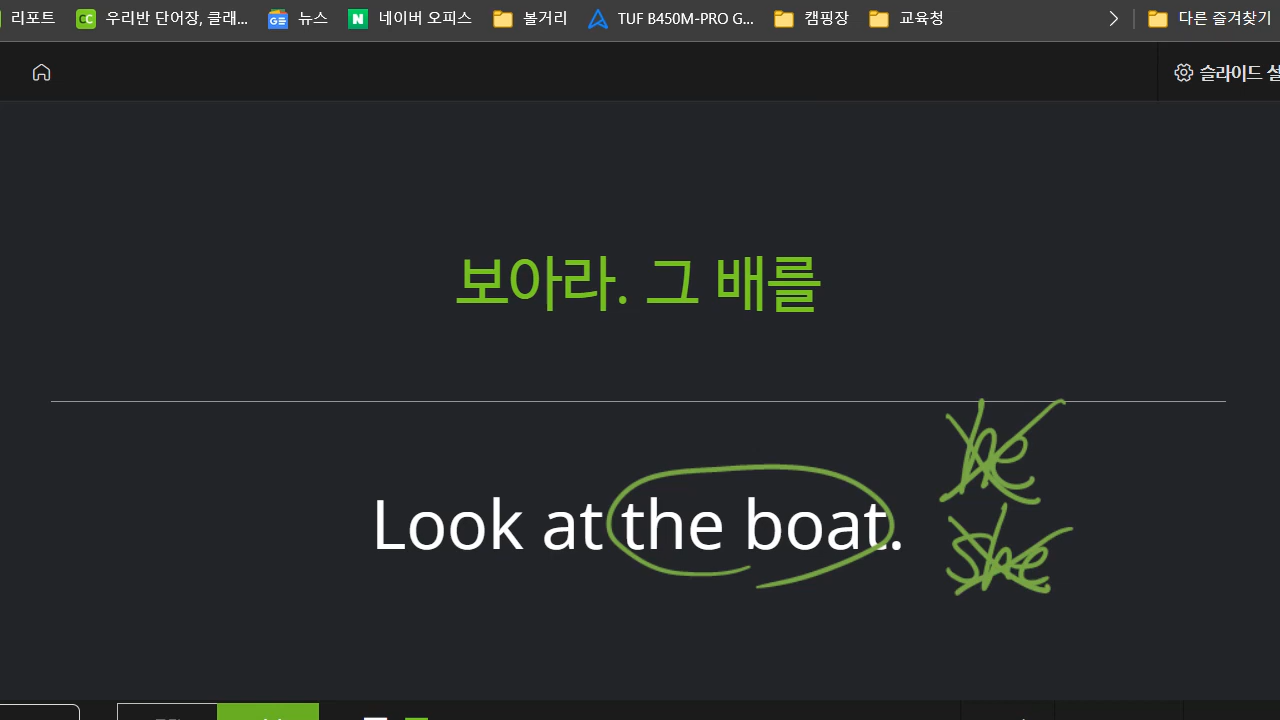 리포트 우리반 단어장, 클래... 뉴스 네이버 오피스 볼거리 TUF B450M-PRO G... 캠핑장 교육청 다른 즐겨찾기
슬라이드
보아라. 그 배를
he
Look at the boat.
she